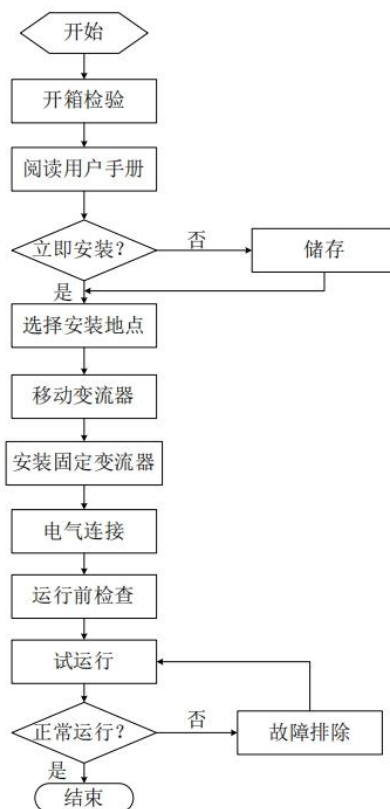 开始
开箱检验
阅读用户手册
立即安装？
否
储存
是
选择安装地点
移动变流器
安装固定变流器
电气连接
运行前检查
试运行
正常运行？
否
故障排除
是
结束